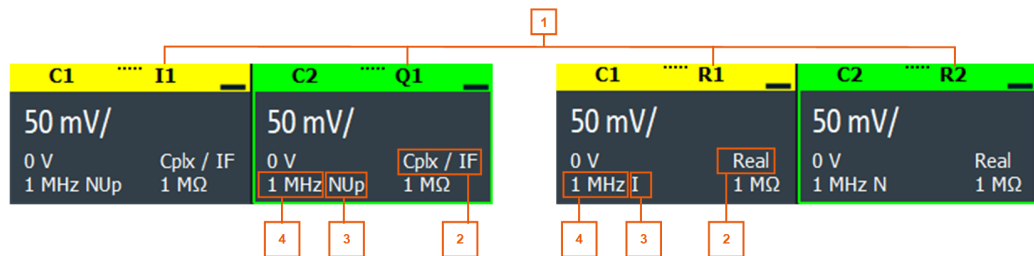 1
C1 I1 C2 Q1 C1 R1 C2 R2
50 mV/ 50 mV/ 50 mV/ 50 mV/
0 V Cplx / IF 0 V Cplx / IF 0 V Real 0 V Real
1 MHz NUp 1 MΩ 1 MHz NUp 1 MΩ 1 MHz I 1 MΩ 1 MHz N 1 MΩ
4 3 2 4 3 2